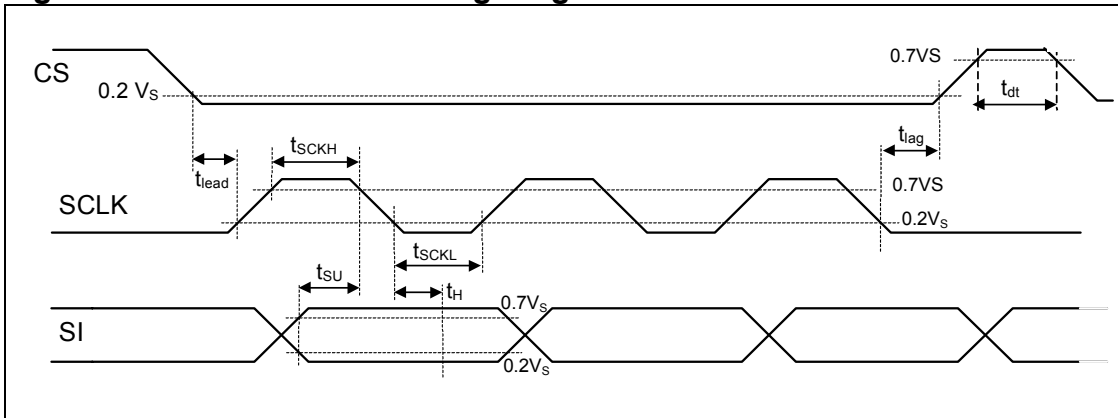 CS
0.2 VS
0.7VS
tdt
tlag
tSCKH
tlead
0.7VS
SCLK
0.2VS
tSCKL
tSU
tH
0.7VS
SI
0.2VS